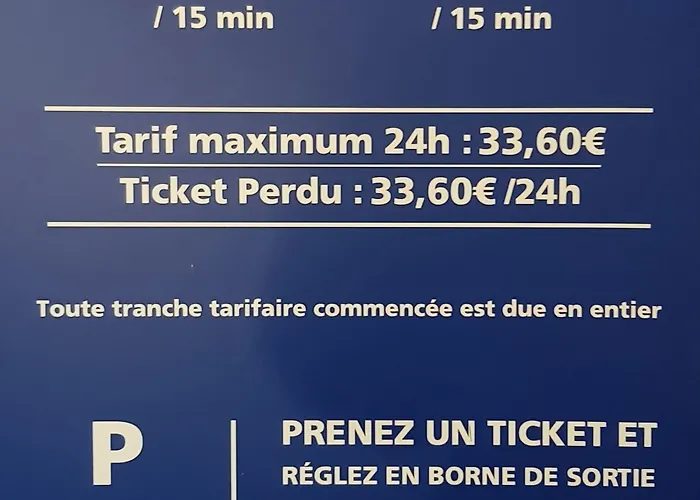 / 15 min / 15 min
Tarif maximum 24h : 33,60€
Ticket Perdu : 33,60€ /24h
Toute tranche tarifaire commencée est due en entier
P
PRENEZ UN TICKET ET
RÉGLEZ EN BORNE DE SORTIE